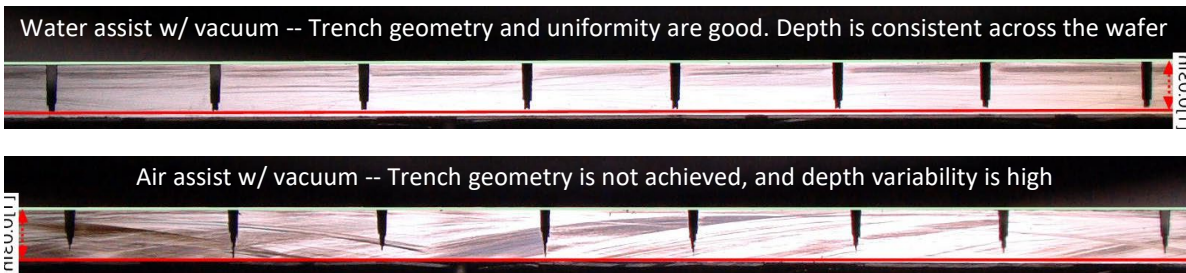 Water assist w/ vacuum -- Trench geometry and uniformity are good. Depth is consistent across the wafer
Air assist w/ vacuum -- Trench geometry is not achieved, and depth variability is high